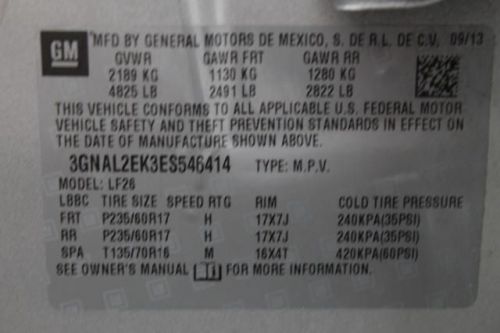 GM
MFD BY GENERAL MOTORS DE MEXICO, S. DE R.L. DE C.V. 09/13
GVWR GAWR FRT GAWR RR
2189 KG 1130 KG 1280 KG
4825 LB 2491 LB 2822 LB
THIS VEHICLE CONFORMS TO ALL APPLICABLE U.S. FEDERAL MOTOR
VEHICLE SAFETY AND THEFT PREVENTION STANDARDS IN EFFECT ON
THE DATE OF MANUFACTURE SHOWN ABOVE.
3GNAL2EK3ES546414 TYPE: M.P.V.
MODEL: LF26
LBBC TIRE SIZE SPEED RTG RIM COLD TIRE PRESSURE
FRT P235/60R17 H 17X7J 240KPA(35PSI)
RR P235/60R17 H 17X7J 240KPA(35PSI)
SPA T135/70R16 M 16X4T 420KPA(60PSI)
SEE OWNER'S MANUAL FOR MORE INFORMATION.